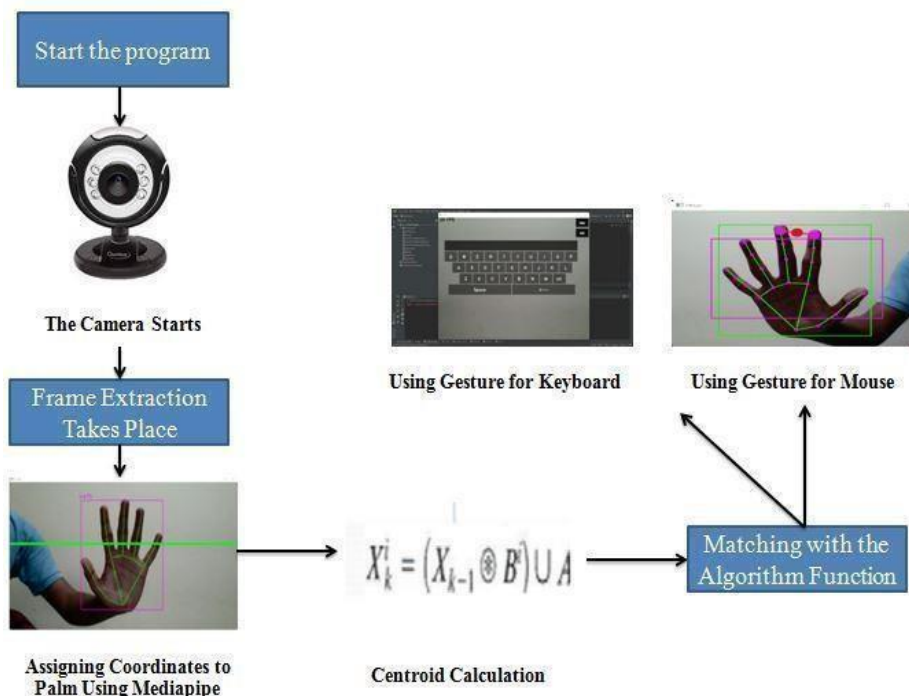 Start the program
The Camera Starts
Frame Extraction
Takes Place
Assigning Coordinates to
Palm Using Mediapipe
X_k^i = (X_{k-1} ⊛ B^i) ∪ A
Centroid Calculation
Matching with the
Algorithm Function
Using Gesture for Keyboard
Space
Using Gesture for Mouse